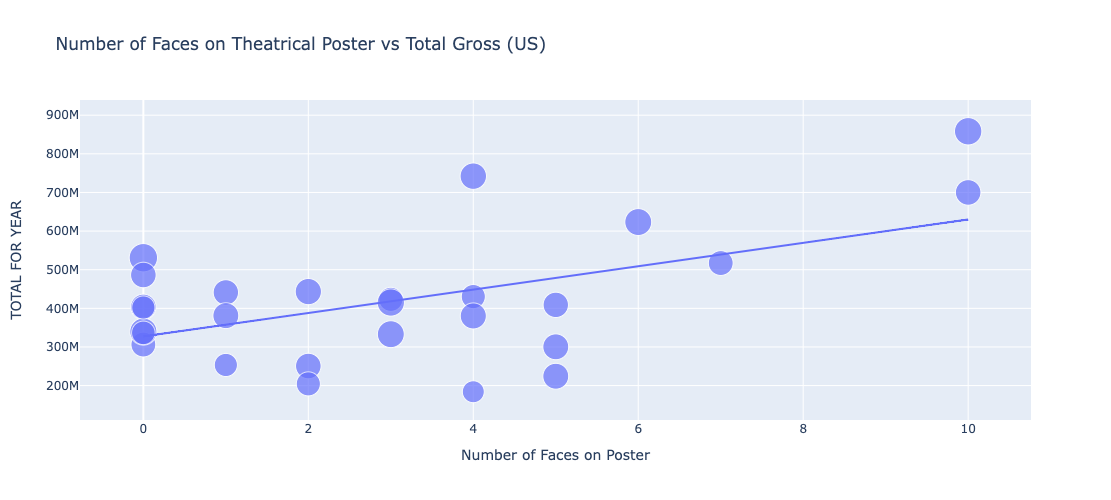 Number of Faces on Theatrical Poster vs Total Gross (US)
900M
800M
700M
600M
500M
400M
300M
200M
TOTAL FOR YEAR
0
2
4
6
8
10
Number of Faces on Poster